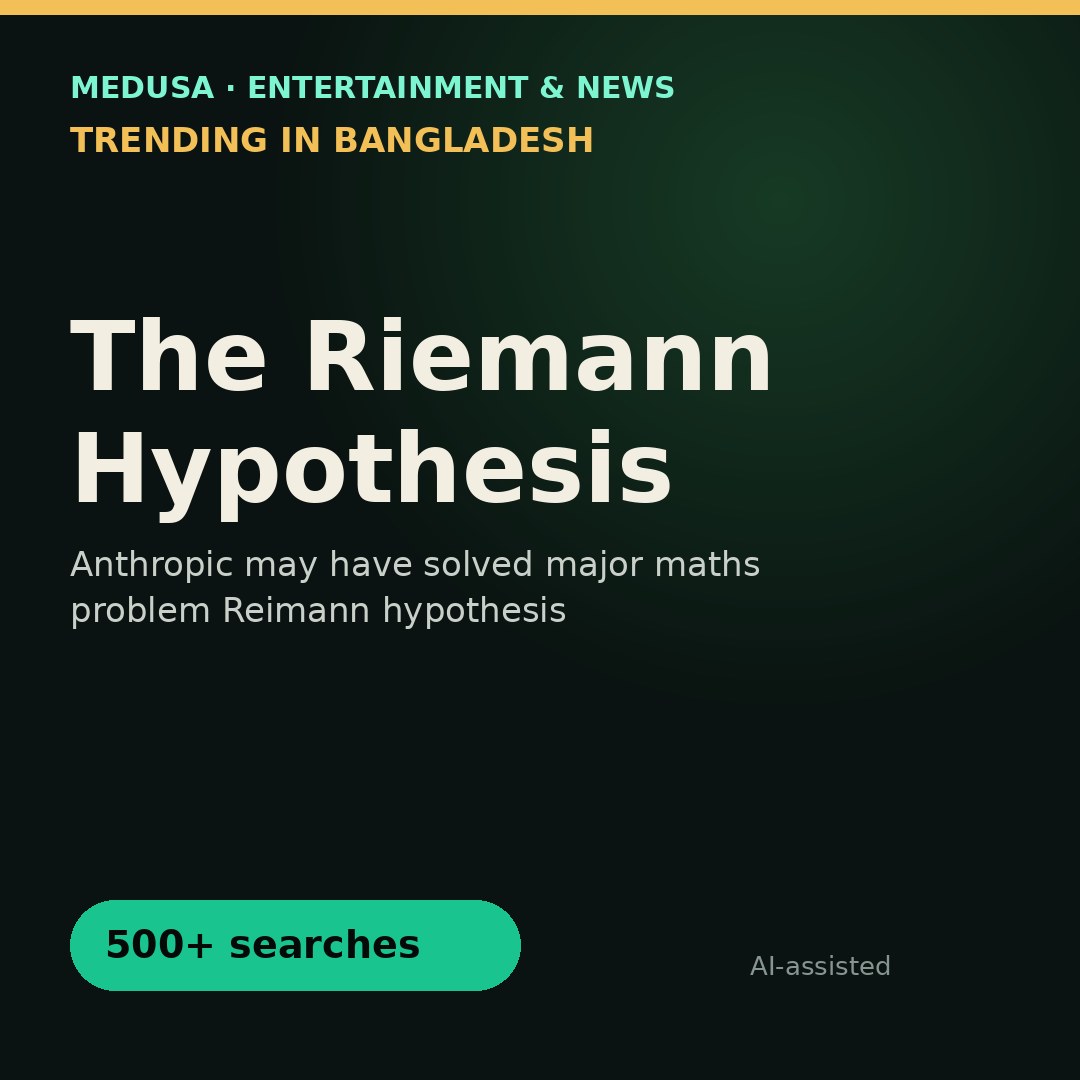 MEDUSA · ENTERTAINMENT & NEWS
TRENDING IN BANGLADESH
The Riemann
Hypothesis
Anthropic may have solved major maths
problem Reimann hypothesis
500+ searches
AI-assisted